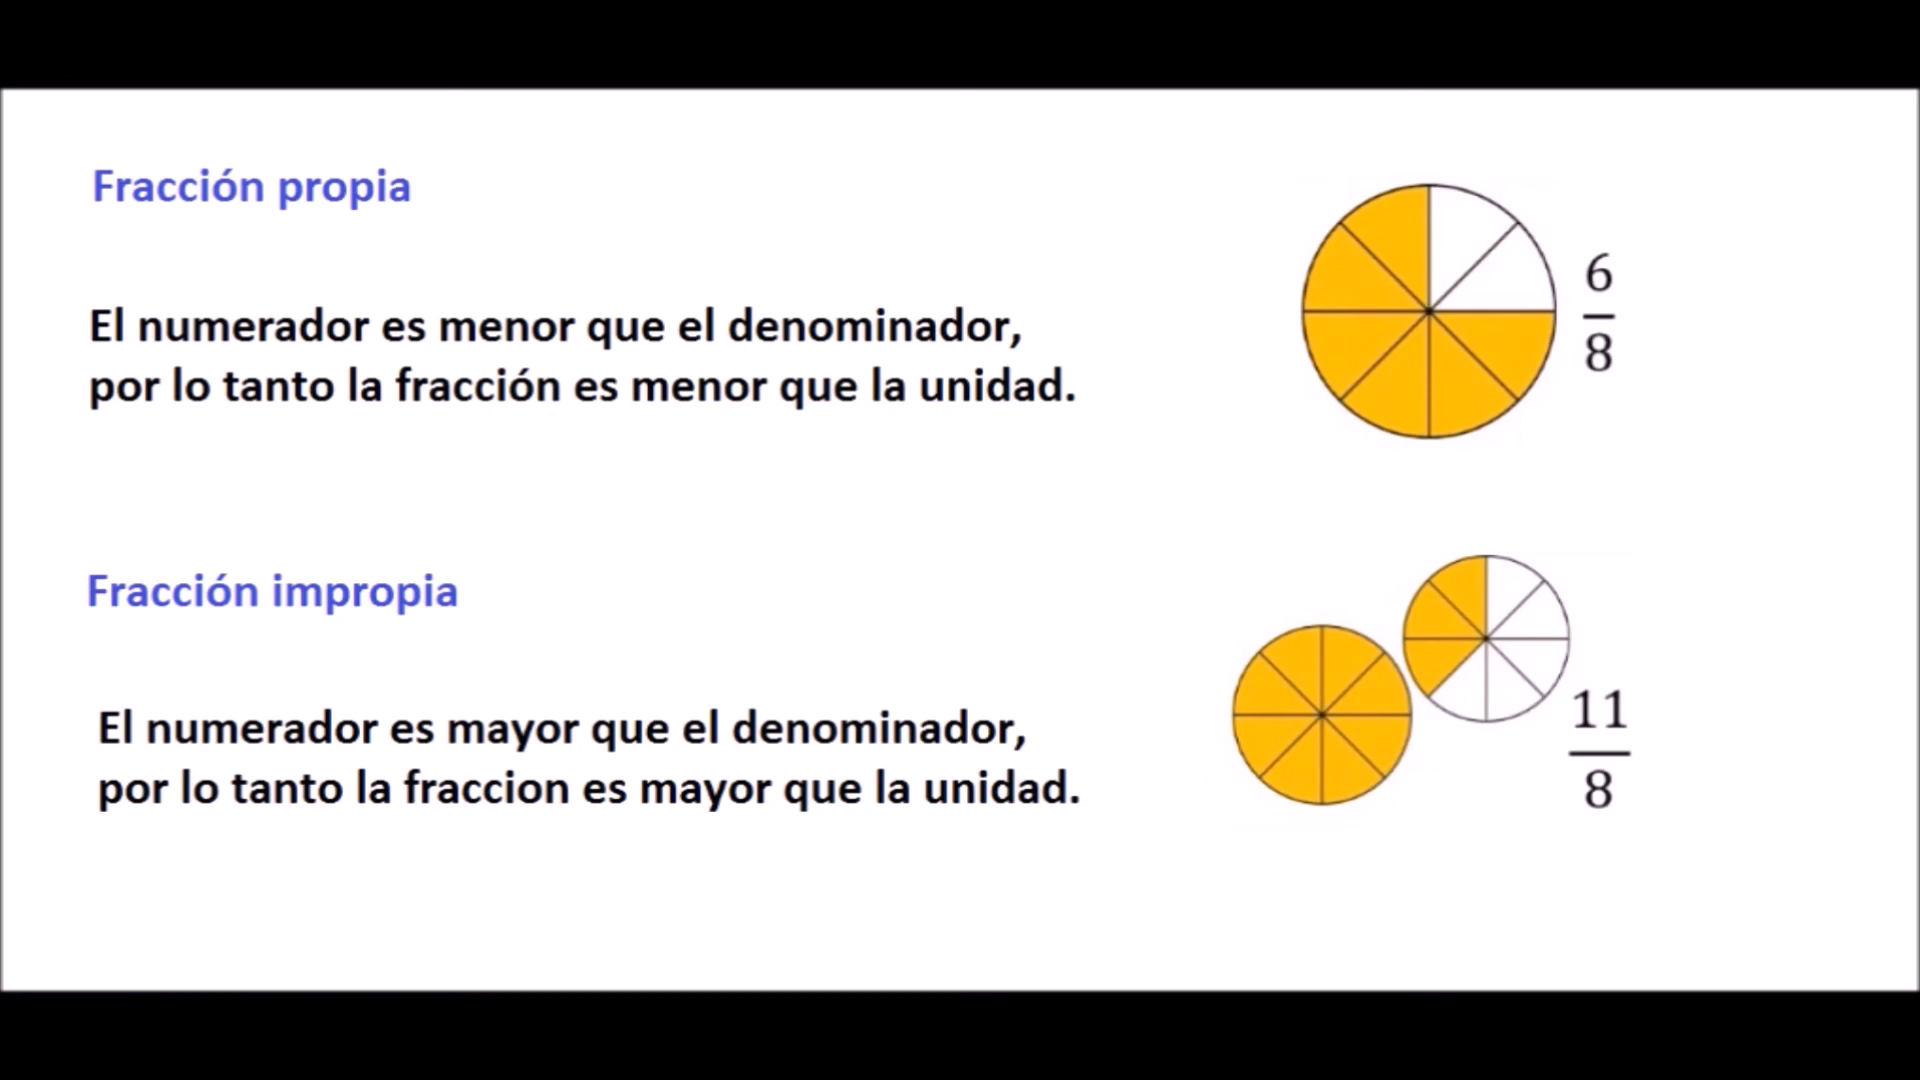 Fracción propia
El numerador es menor que el denominador,
por lo tanto la fracción es menor que la unidad.
6
8
Fracción impropia
El numerador es mayor que el denominador,
por lo tanto la fraccion es mayor que la unidad.
11
8